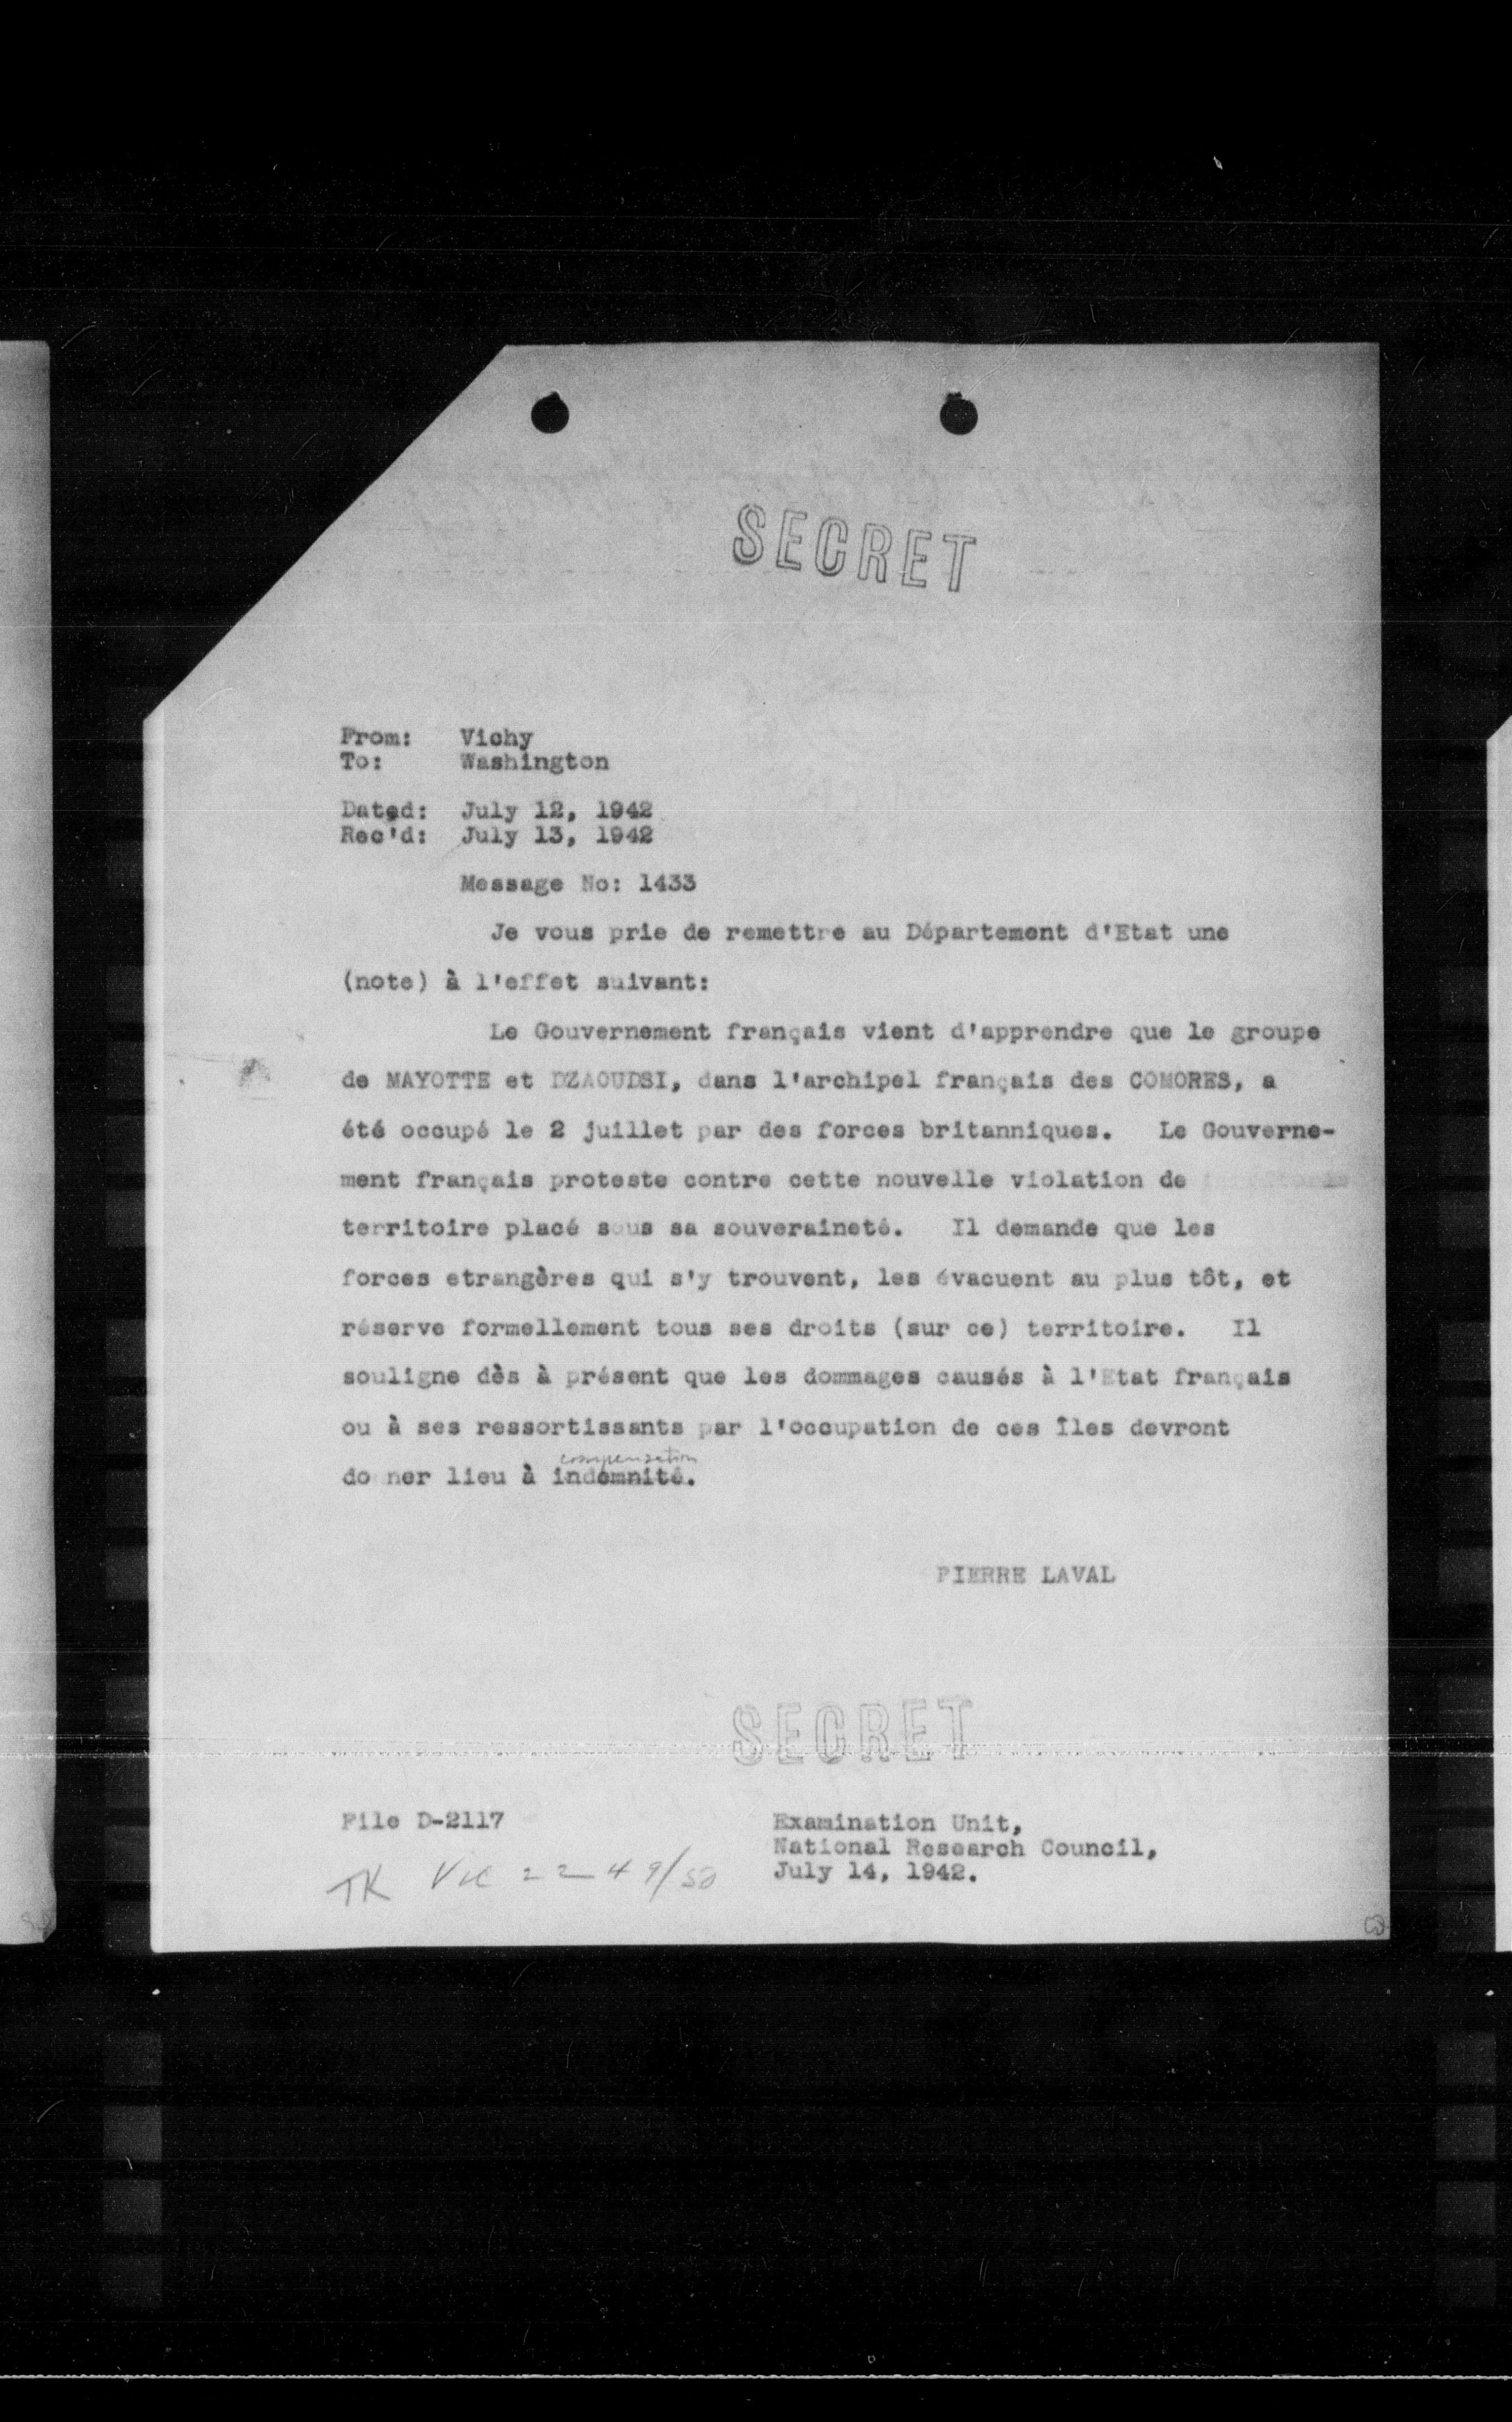 SECRET
From: Vichy
To: Washington
Dated: July 12, 1942
Rec'd: July 13, 1942
Message No: 1433
Je vous prie de remettre au Département d'Etat une
(note) à l'effet suivant:
Le Gouvernement français vient d'apprendre que le groupe
de MAYOTTE et DZAOUDSI, dans l'archipel français des COMORES, a
été occupé le 2 juillet par des forces britanniques. Le Gouverne-
ment français proteste contre cette nouvelle violation de
territoire placé sous sa souveraineté. Il demande que les
forces etrangères qui s'y trouvent, les évacuent au plus tôt, et
réserve formellement tous ses droits (sur ce) territoire. Il
souligne dès à présent que les dommages causés à l'Etat français
ou à ses ressortissants par l'occupation de ces îles devront
compensation
do ner lieu à indemnité.
PIERRE LAVAL
SECRET
File D-2117
Examination Unit,
National Research Council,
July 14, 1942.
TK 2249/50